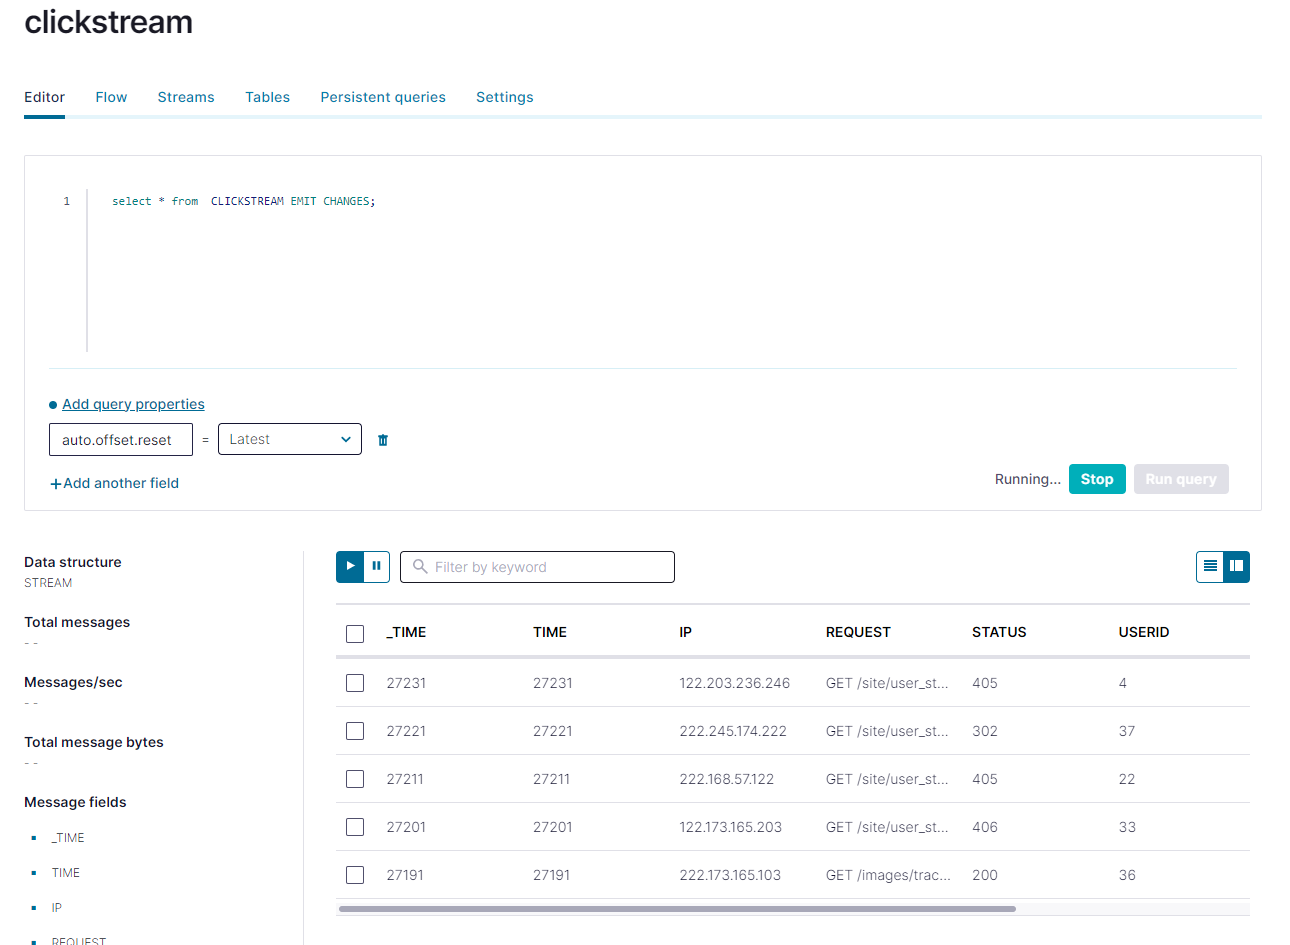 clickstream
Editor Flow Streams Tables Persistent queries Settings
1 select * from  CLICKSTREAM EMIT CHANGES;
Add query properties
auto.offset.reset = Latest
+Add another field
Running... Stop Run query
Data structure
STREAM
Total messages
- -
Messages/sec
- -
Total message bytes
- -
Message fields
_TIME
TIME
IP
REQUEST
Filter by keyword
_TIME TIME IP REQUEST STATUS USERID
27231 27231 122.203.236.246 GET /site/user_st... 405 4
27221 27221 222.245.174.222 GET /site/user_st... 302 37
27211 27211 222.168.57.122 GET /site/user_st... 405 22
27201 27201 122.173.165.203 GET /site/user_st... 406 33
27191 27191 222.173.165.103 GET /images/trac... 200 36